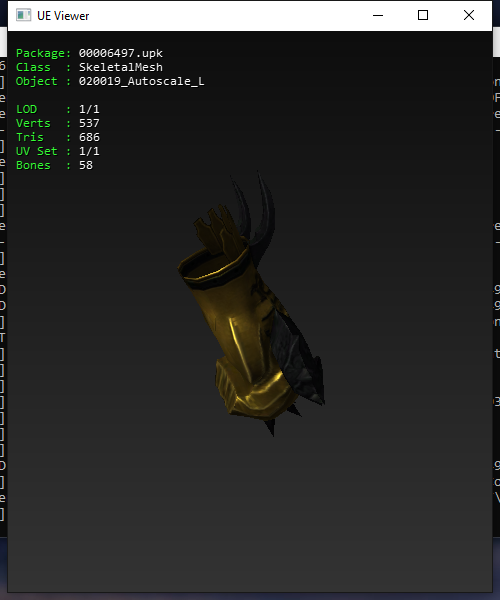 UE Viewer
Package: 00006497.upk
Class : SkeletalMesh
Object : 020019_Autoscale_L
LOD : 1/1
Verts : 537
Tris : 686
UV Set : 1/1
Bones : 58